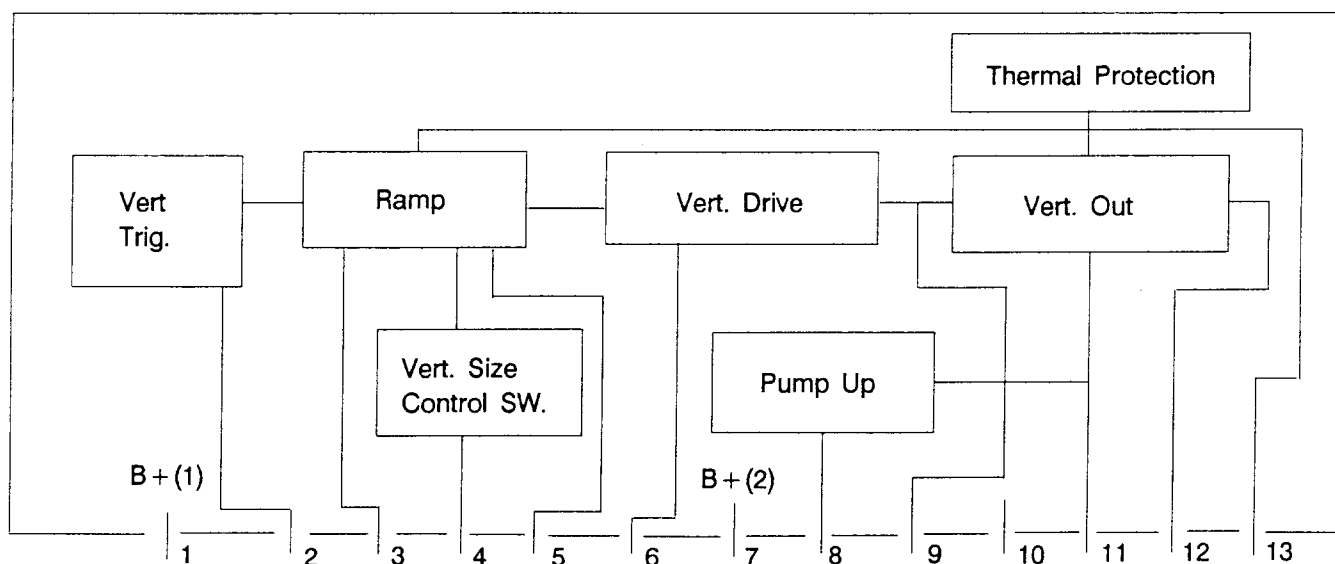 Thermal Protection
Vert
Trig.
Ramp
Vert. Drive
Vert. Out
Vert. Size
Control SW.
Pump Up
B + (1)
B + (2)
1 2 3 4 5 6 7 8 9 10 11 12 13